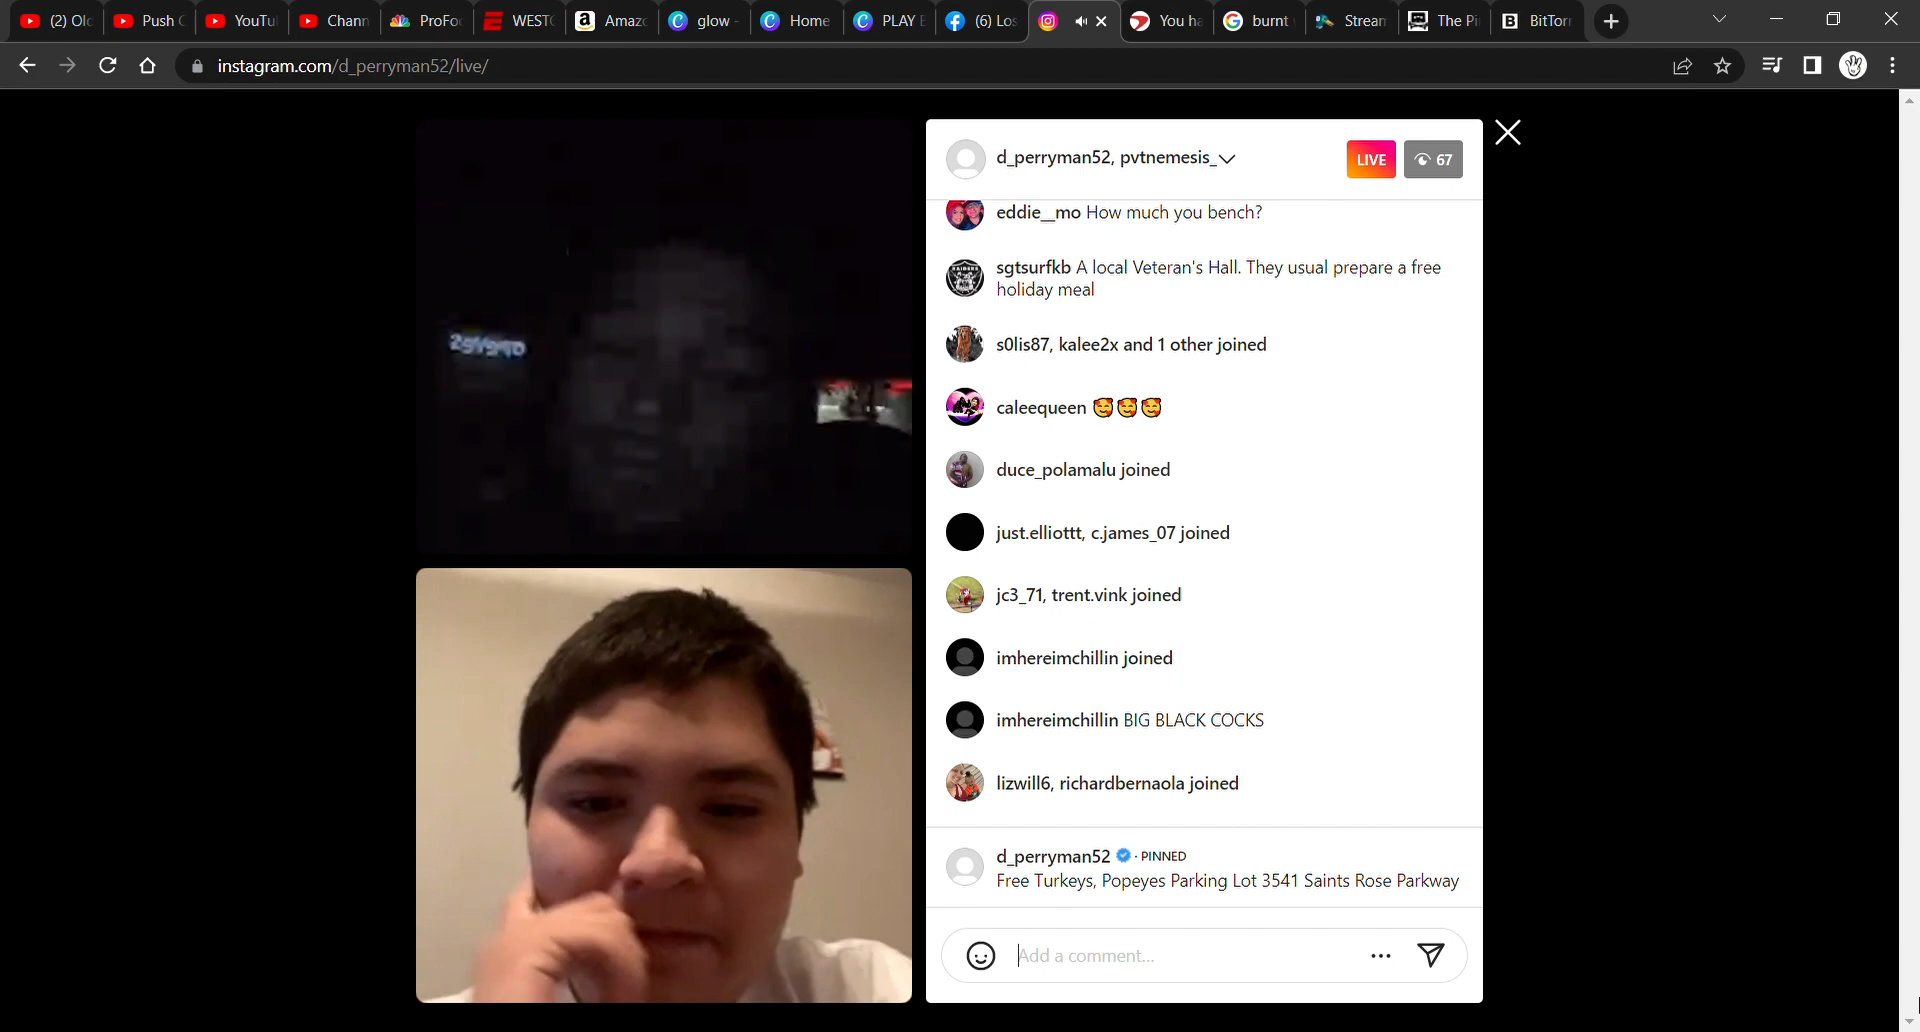 (2) Ol
Push
YouTu
Chann
ProFo
WEST
Amaz
glow -
Home
PLAY
(6) Los
You ha
burnt
Stream
The Pi
BitTor
instagram.com/d_perryman52/live/
d_perryman52, pvtnemesis_
LIVE
67
eddie__mo How much you bench?
sgtsurfkb A local Veteran's Hall. They usual prepare a free
holiday meal
s0lis87, kalee2x and 1 other joined
caleequeen 🥰🥰🥰
duce_polamalu joined
just.elliottt, c.james_07 joined
jc3_71, trent.vink joined
imhereimchillin joined
imhereimchillin BIG BLACK COCKS
lizwill6, richardbernaola joined
d_perryman52 · PINNED
Free Turkeys, Popeyes Parking Lot 3541 Saints Rose Parkway
Add a comment...